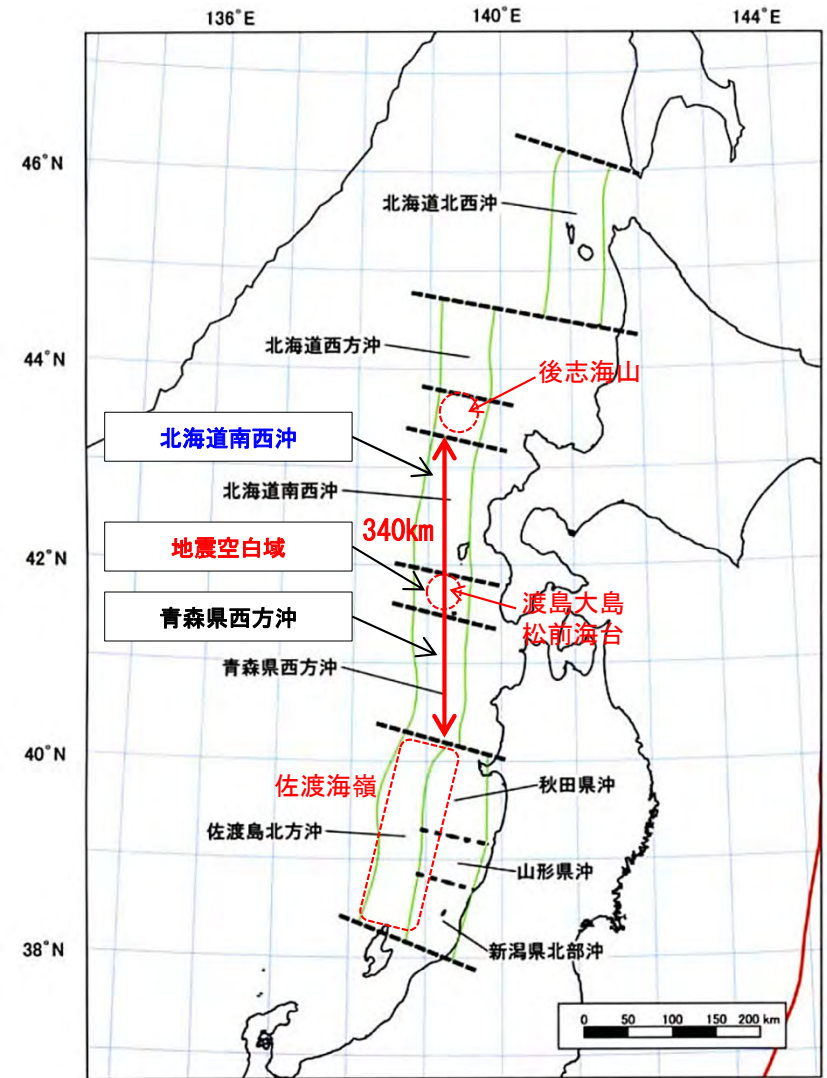 136°E
140°E
144°E
46°N
北海道北西沖
北海道西方沖
44°N
後志海山
北海道南西沖
北海道南西沖
340km
地震空白域
42°N
渡島大島
松前海台
青森県西方沖
青森県西方沖
40°N
佐渡海嶺
秋田県沖
佐渡島北方沖
山形県沖
38°N
新潟県北部沖
0 50 100 150 200 km